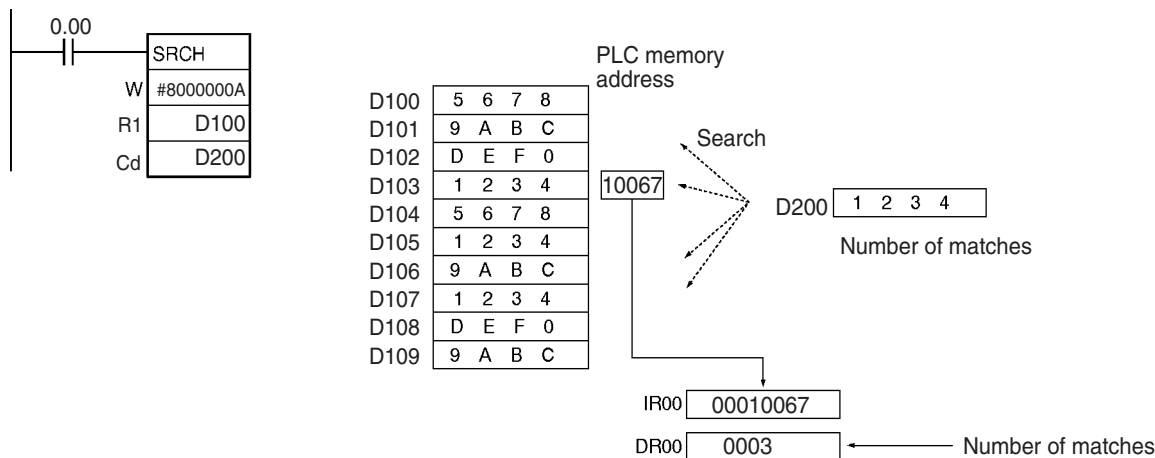 0.00
SRCH
W #8000000A
R1 D100
Cd D200
PLC memory
address
D100 5 6 7 8
D101 9 A B C
D102 D E F 0
D103 1 2 3 4
D104 5 6 7 8
D105 1 2 3 4
D106 9 A B C
D107 1 2 3 4
D108 D E F 0
D109 9 A B C
10067
Search
D200 1 2 3 4
Number of matches
IR00 00010067
DR00 0003
Number of matches